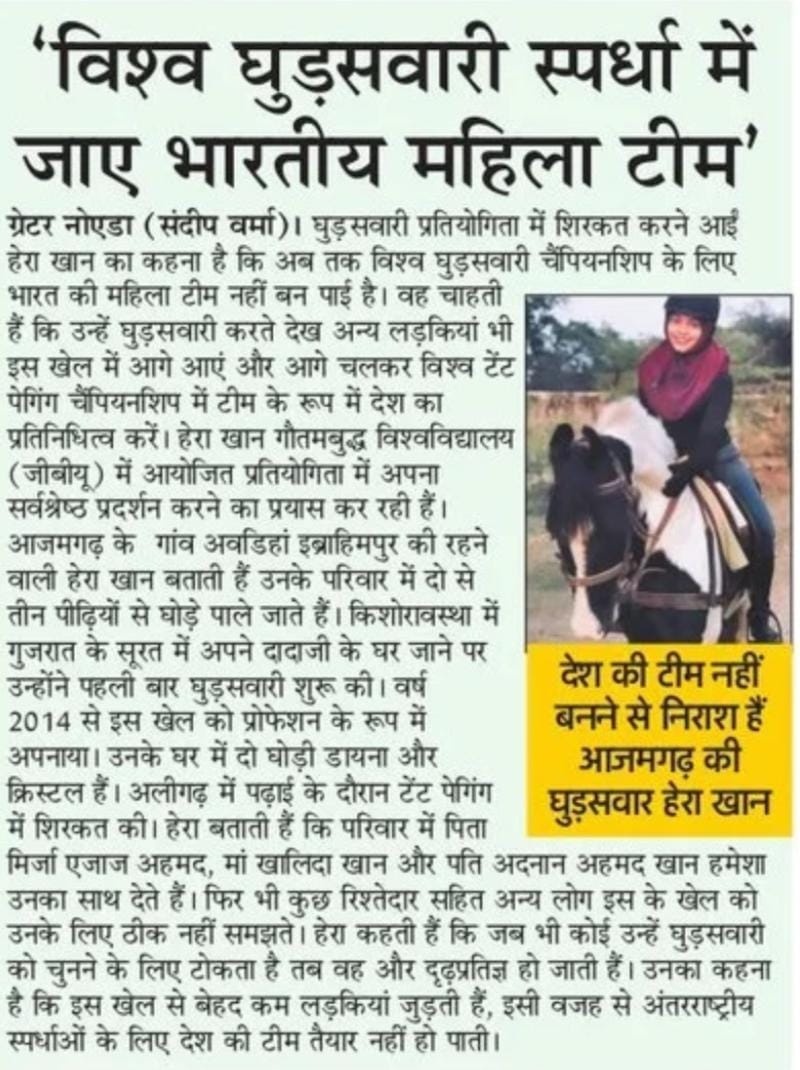 ‘विश्व घुड़सवारी स्पर्धा में
जाए भारतीय महिला टीम’
ग्रेटर नोएडा (संदीप वर्मा)। घुड़सवारी प्रतियोगिता में शिरकत करने आईं
हेरा खान का कहना है कि अब तक विश्व घुड़सवारी चैंपियनशिप के लिए
भारत की महिला टीम नहीं बन पाई है। वह चाहती
हैं कि उन्हें घुड़सवारी करते देख अन्य लड़कियां भी
इस खेल में आगे आएं और आगे चलकर विश्व टेंट
पेगिंग चैंपियनशिप में टीम के रूप में देश का
प्रतिनिधित्व करें। हेरा खान गौतमबुद्ध विश्वविद्यालय
(जीबीयू) में आयोजित प्रतियोगिता में अपना
सर्वश्रेष्ठ प्रदर्शन करने का प्रयास कर रही हैं।
आजमगढ़ के गांव अवडिहां इब्राहिमपुर की रहने
वाली हेरा खान बताती हैं उनके परिवार में दो से
तीन पीढ़ियों से घोड़े पाले जाते हैं। किशोरावस्था में
गुजरात के सूरत में अपने दादाजी के घर जाने पर
उन्होंने पहली बार घुड़सवारी शुरू की। वर्ष
2014 से इस खेल को प्रोफेशन के रूप में
अपनाया। उनके घर में दो घोड़ी डायना और
क्रिस्टल हैं। अलीगढ़ में पढ़ाई के दौरान टेंट पेगिंग
में शिरकत की। हेरा बताती हैं कि परिवार में पिता
मिर्जा एजाज अहमद, मां खालिदा खान और पति अदनान अहमद खान हमेशा
उनका साथ देते हैं। फिर भी कुछ रिश्तेदार सहित अन्य लोग इस के खेल को
उनके लिए ठीक नहीं समझते। हेरा कहती हैं कि जब भी कोई उन्हें घुड़सवारी
को चुनने के लिए टोकता है तब वह और दृढ़प्रतिज्ञ हो जाती हैं। उनका कहना
है कि इस खेल से बेहद कम लड़कियां जुड़ती हैं, इसी वजह से अंतरराष्ट्रीय
स्पर्धाओं के लिए देश की टीम तैयार नहीं हो पाती।
देश की टीम नहीं
बनने से निराश हैं
आजमगढ़ की
घुड़सवार हेरा खान